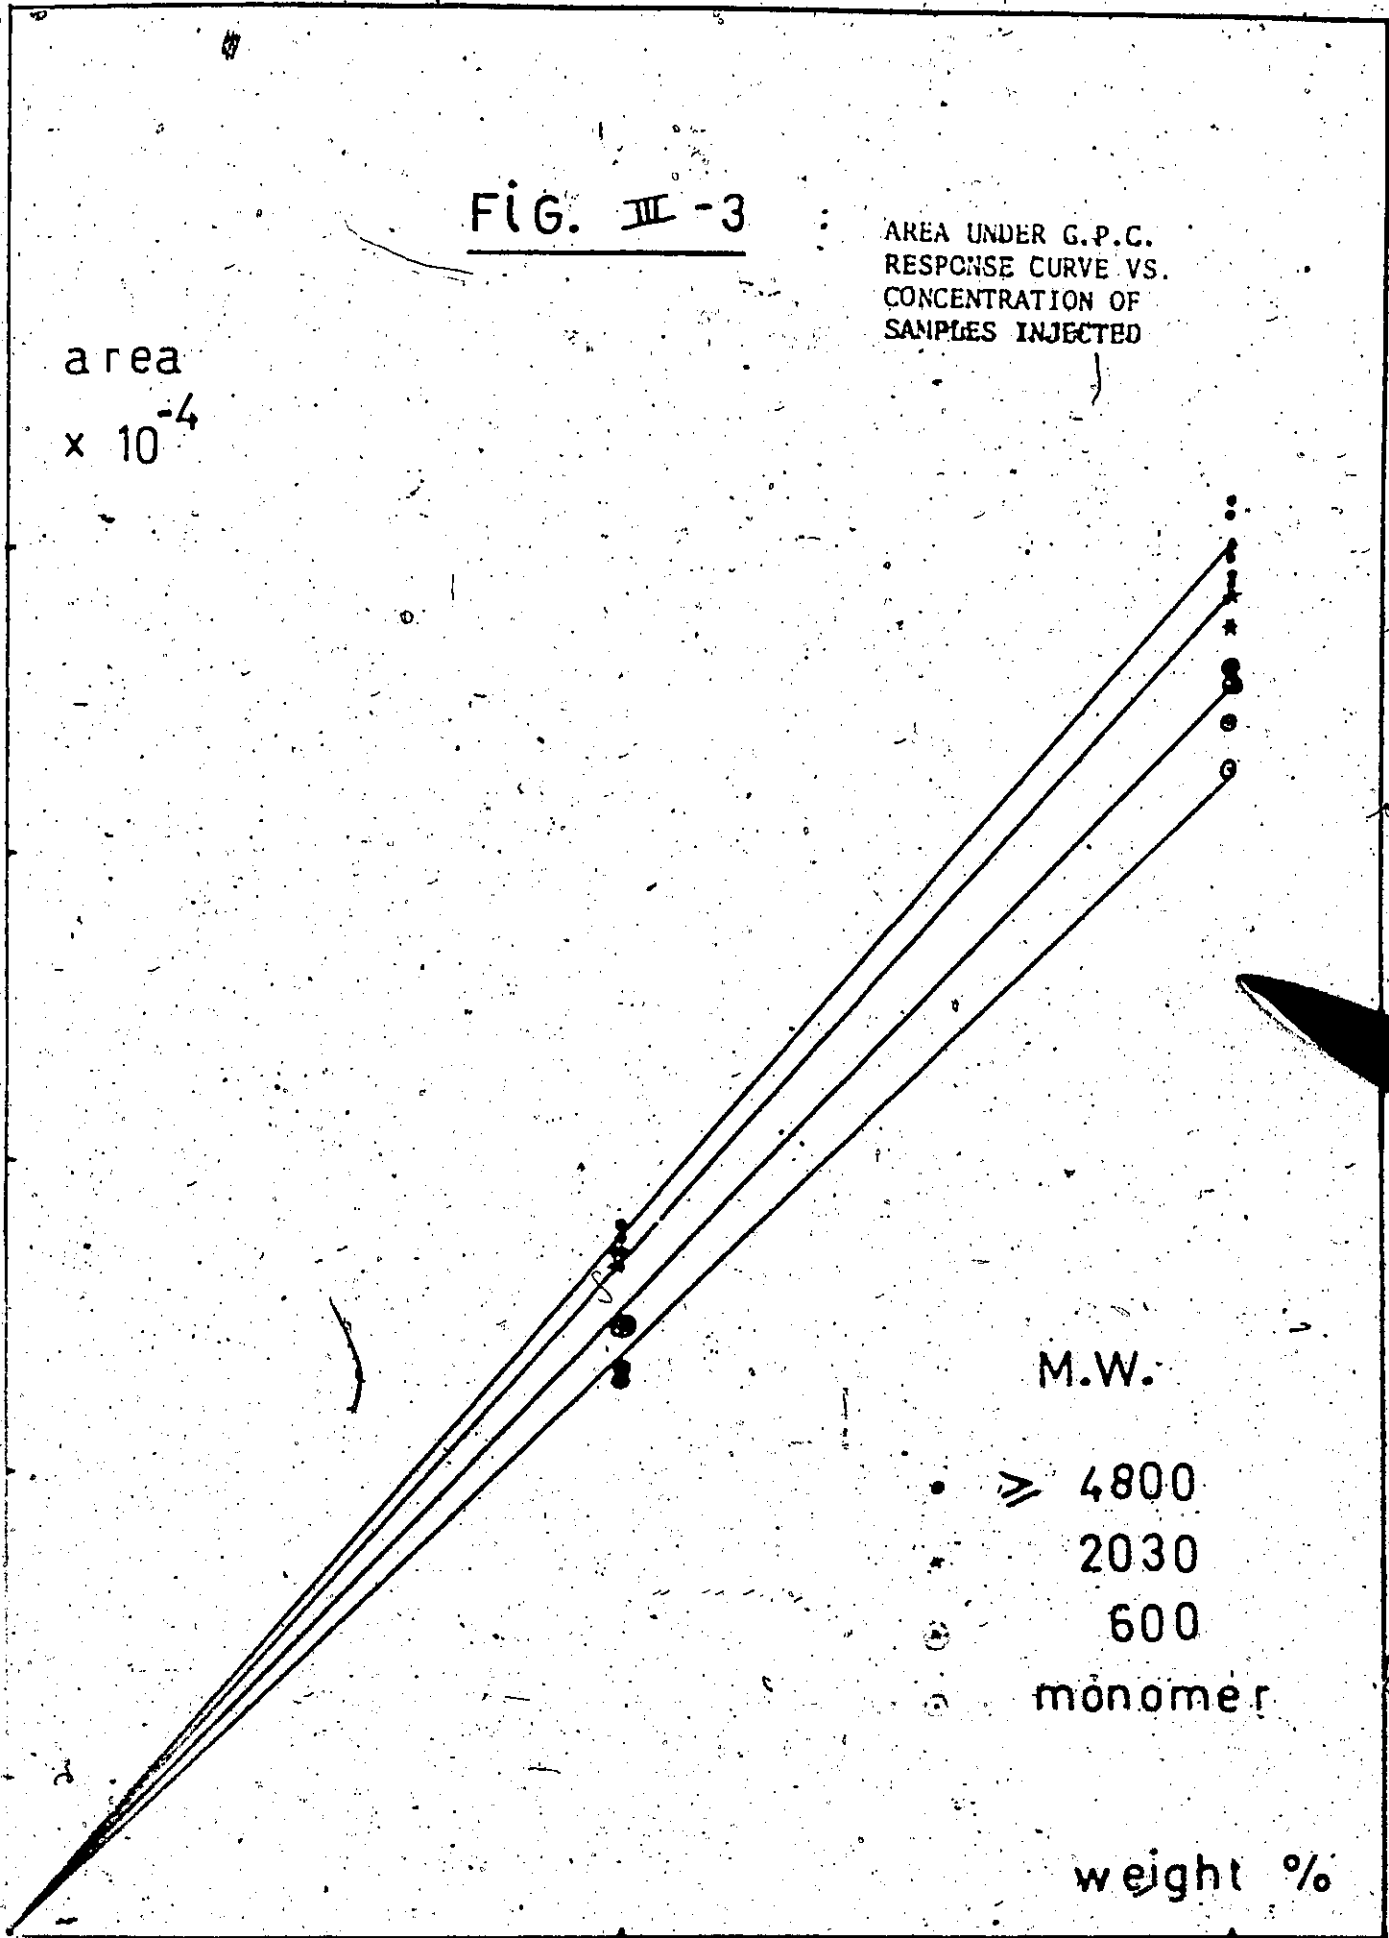 FiG. III -3
AREA UNDER G.P.C.
RESPONSE CURVE VS.
CONCENTRATION OF
SAMPLES INJECTED
area
x 10-4
M.W.
• ⩾ 4800
* 2030
600
monomer
weight %